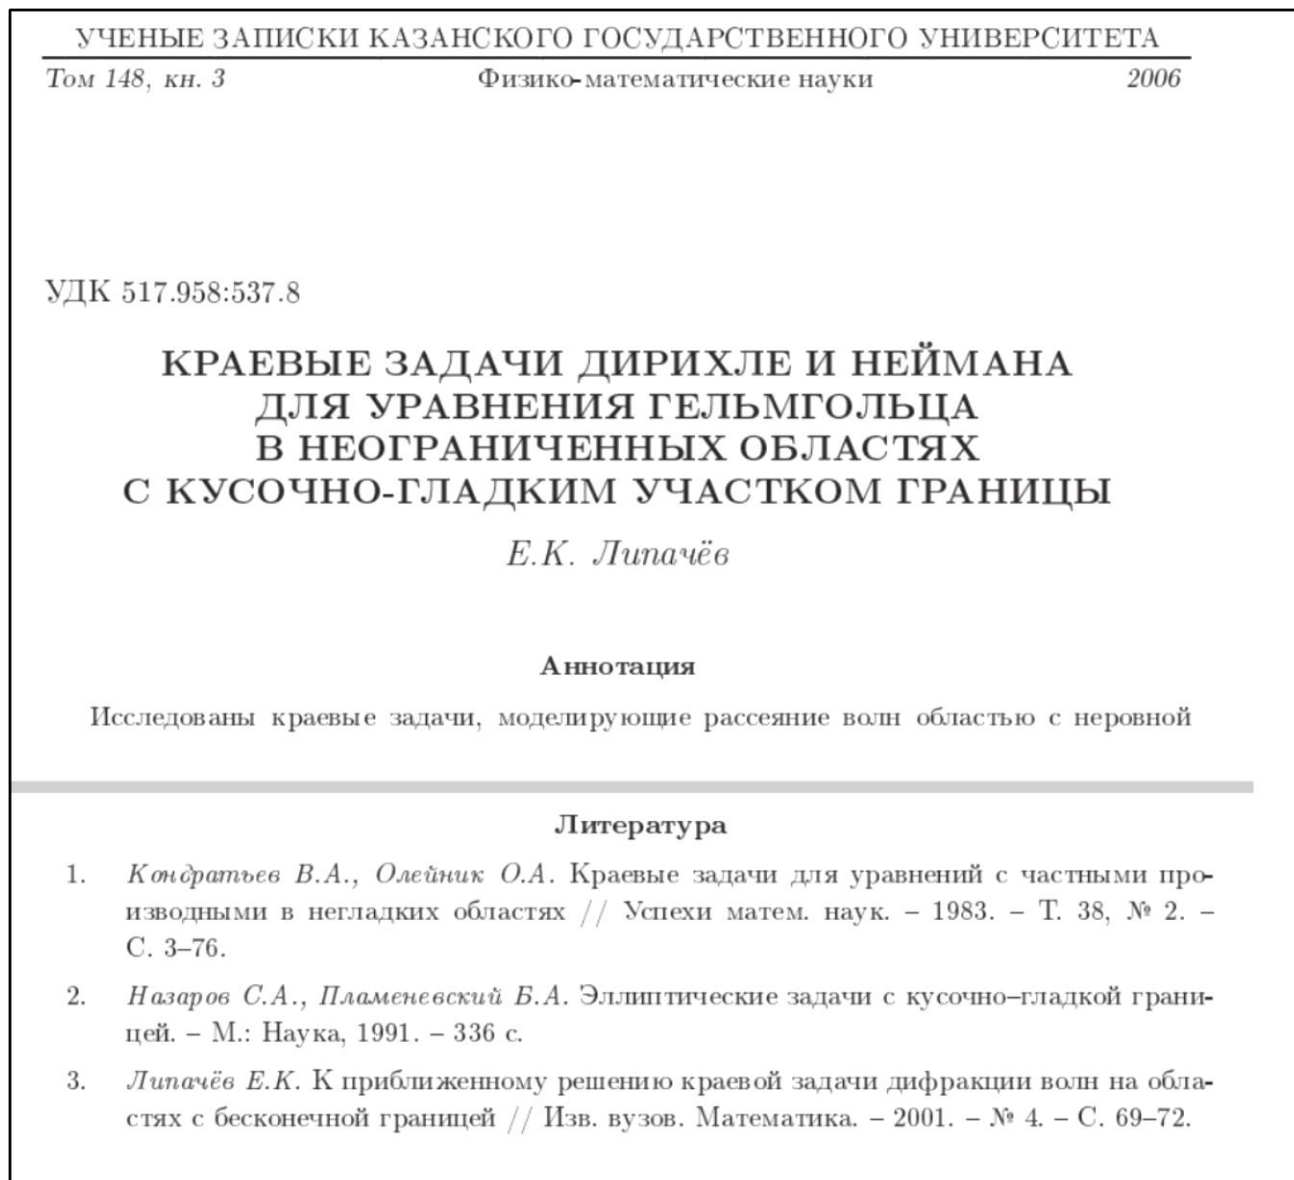 УЧЕНЫЕ ЗАПИСКИ КАЗАНСКОГО ГОСУДАРСТВЕННОГО УНИВЕРСИТЕТА
Том 148, кн. 3 Физико-математические науки 2006
УДК 517.958:537.8
КРАЕВЫЕ ЗАДАЧИ ДИРИХЛЕ И НЕЙМАНА
ДЛЯ УРАВНЕНИЯ ГЕЛЬМГОЛЬЦА
В НЕОГРАНИЧЕННЫХ ОБЛАСТЯХ
С КУСОЧНО-ГЛАДКИМ УЧАСТКОМ ГРАНИЦЫ
Е.К. Липачёв
Аннотация
Исследованы краевые задачи, моделирующие рассеяние волн областью с неровной
Литература
1. Кондратьев В.А., Олейник О.А. Краевые задачи для уравнений с частными про-
изводными в негладких областях // Успехи матем. наук. – 1983. – Т. 38, № 2. –
С. 3–76.
2. Назаров С.А., Пламеневский Б.А. Эллиптические задачи с кусочно–гладкой грани-
цей. – М.: Наука, 1991. – 336 с.
3. Липачёв Е.К. К приближенному решению краевой задачи дифракции волн на обла-
стях с бесконечной границей // Изв. вузов. Математика. – 2001. – № 4. – С. 69–72.